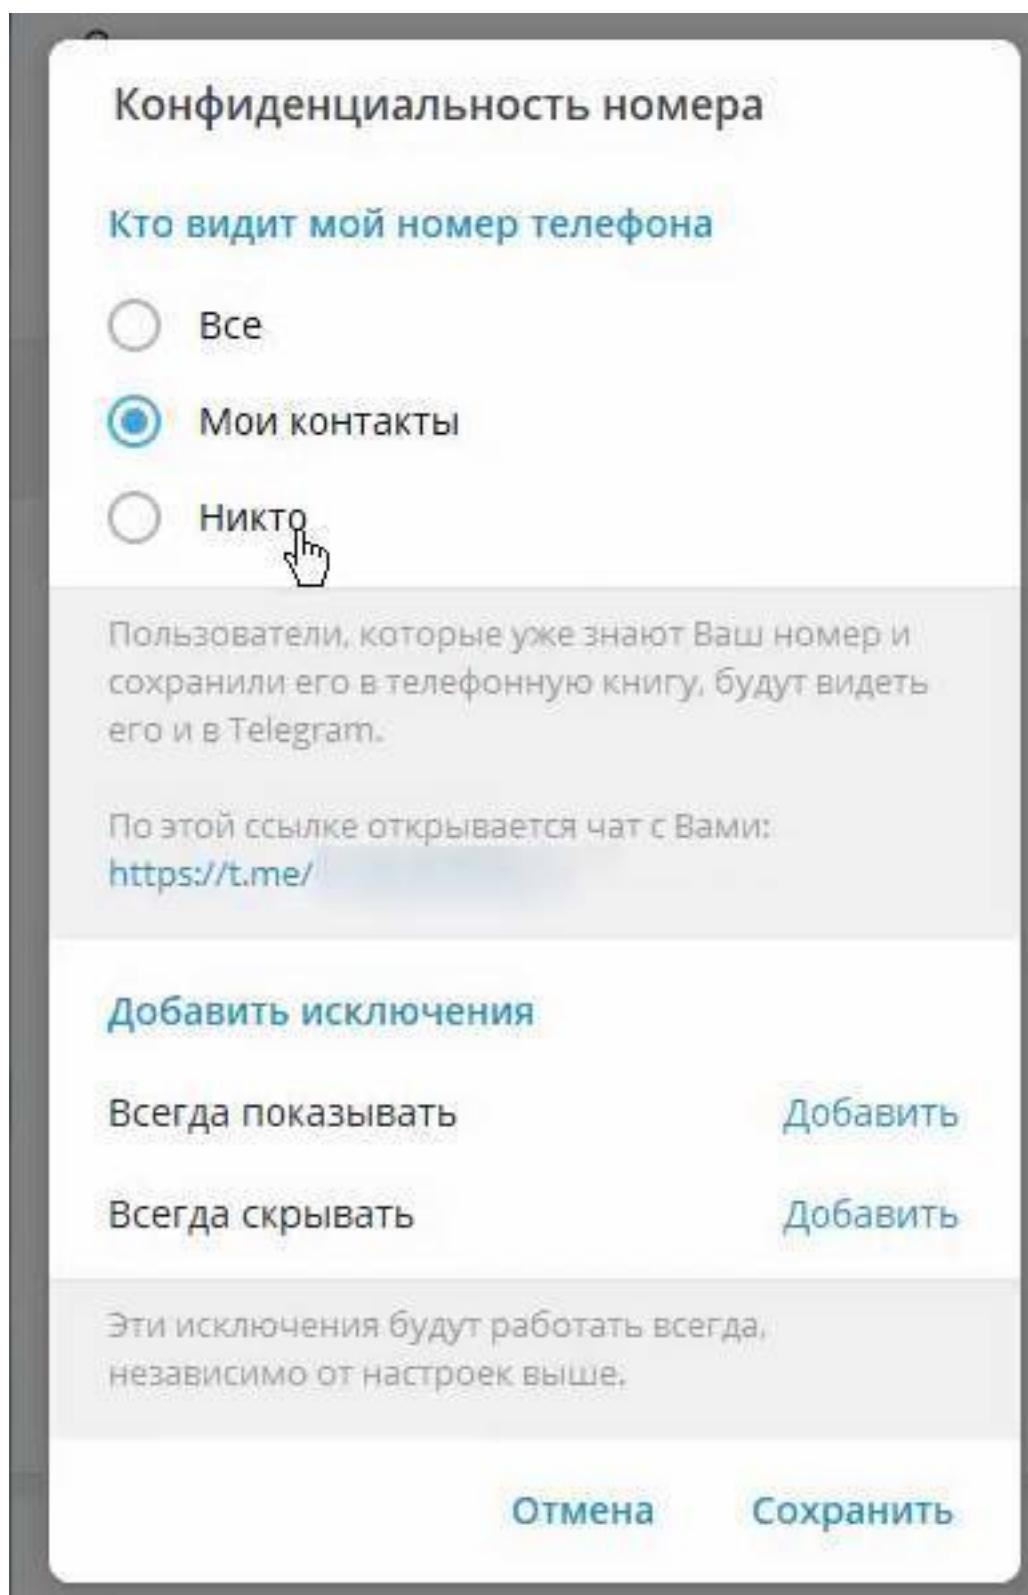 Конфиденциальность номера
Кто видит мой номер телефона
Все
Мои контакты
Никто
Пользователи, которые уже знают Ваш номер и
сохранили его в телефонную книгу, будут видеть
его и в Telegram.
По этой ссылке открывается чат с Вами:
https://t.me/
Добавить исключения
Всегда показывать Добавить
Всегда скрывать Добавить
Эти исключения будут работать всегда,
независимо от настроек выше.
Отмена Сохранить